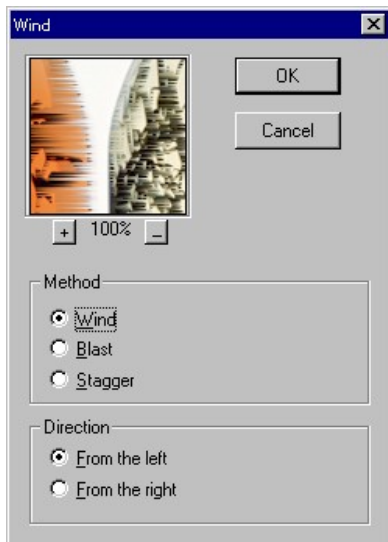 Wind
OK
Cancel
+ 100% -
Method
Wind
Blast
Stagger
Direction
From the left
From the right